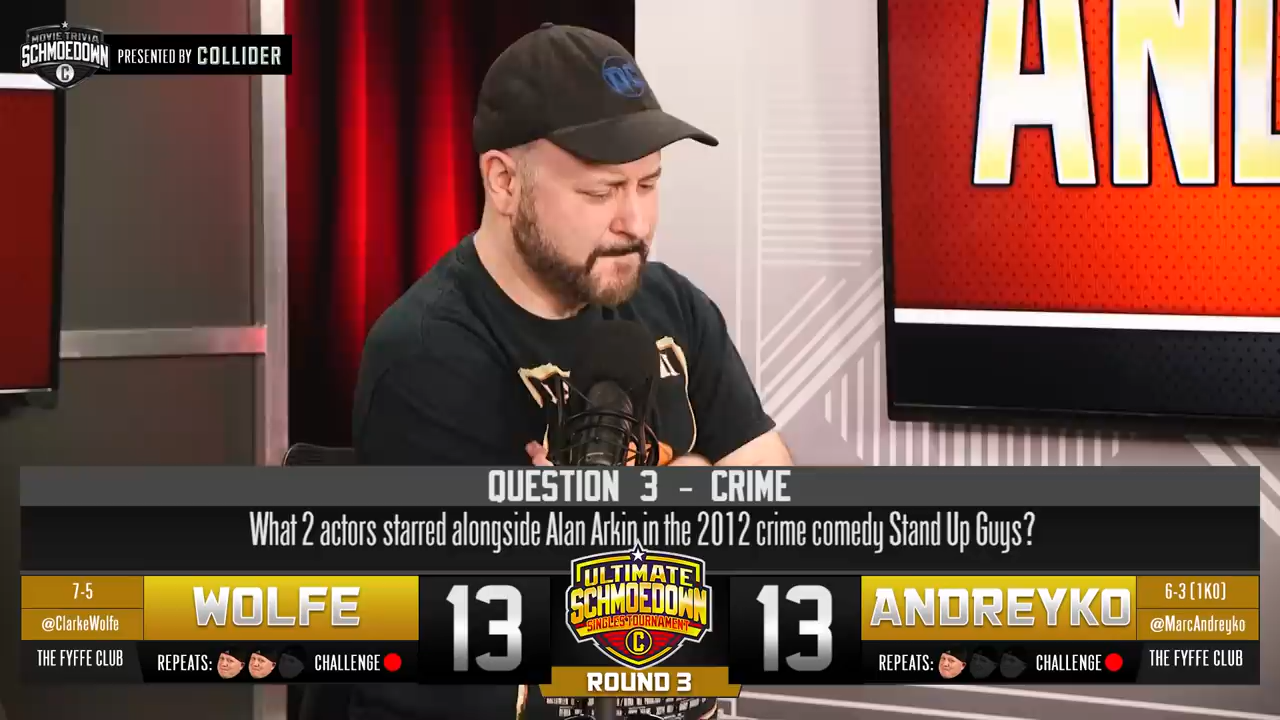 MOVIE TRIVIA
SCHMOEDOWN
C
PRESENTED BY COLLIDER
DC
AND
QUESTION 3 - CRIME
What 2 actors starred alongside Alan Arkin in the 2012 crime comedy Stand Up Guys?
7-5
@ClarkeWolfe
THE FYFFE CLUB
WOLFE
REPEATS:
CHALLENGE
13
ULTIMATE
SCHMOEDOWN
SINGLES TOURNAMENT
C
ROUND 3
13
ANDREYKO
REPEATS:
CHALLENGE
6-3 [1KO]
@MarcAndreyko
THE FYFFE CLUB